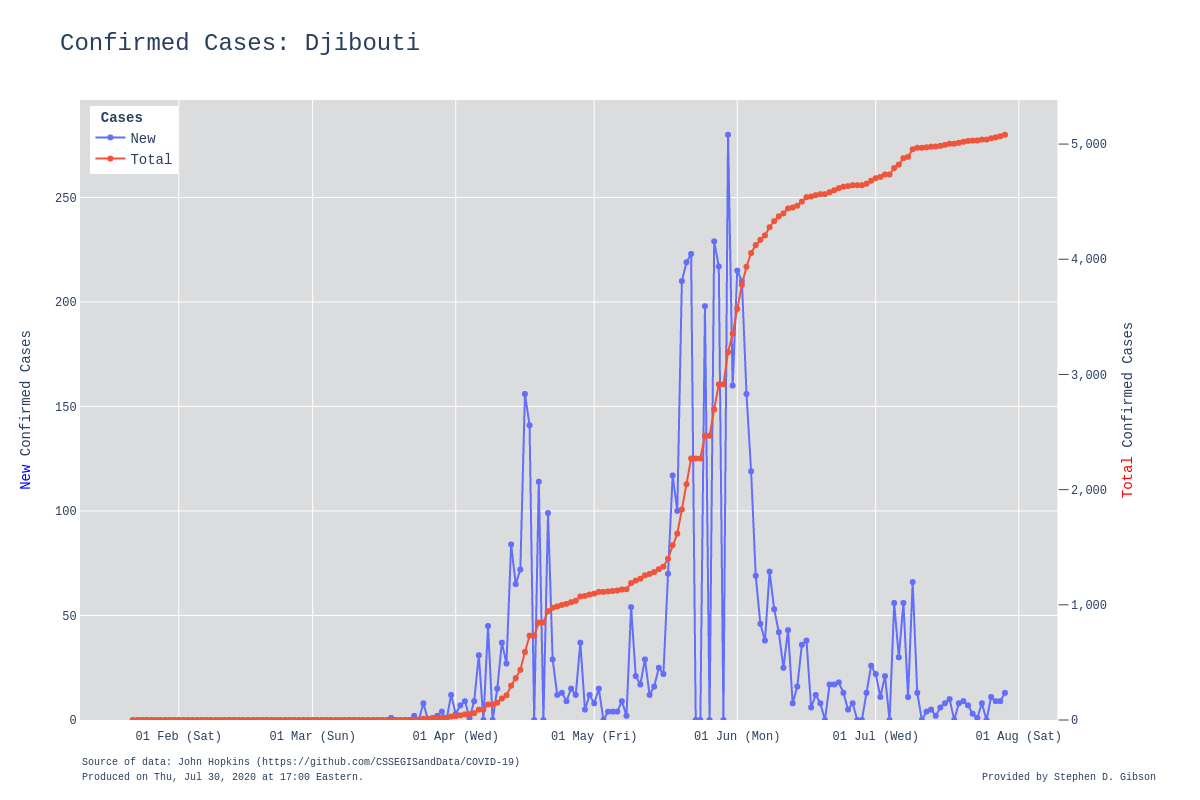 Confirmed Cases: Djibouti
Cases
New
Total
250
200
150
100
50
0
5,000
4,000
3,000
2,000
1,000
0
New Confirmed Cases
Total Confirmed Cases
01 Feb (Sat) 01 Mar (Sun) 01 Apr (Wed) 01 May (Fri) 01 Jun (Mon) 01 Jul (Wed) 01 Aug (Sat)
Source of data: John Hopkins (https://github.com/CSSEGISandData/COVID-19)
Produced on Thu, Jul 30, 2020 at 17:00 Eastern.
Provided by Stephen D. Gibson